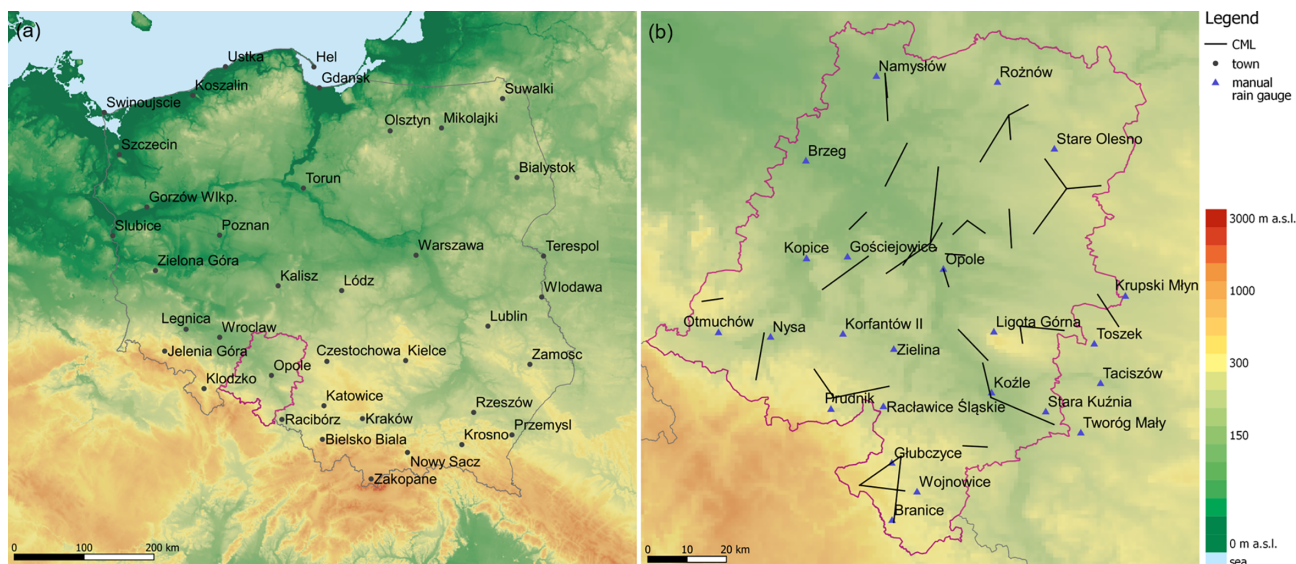 (a)
Ustka
Hel
Koszalin
Gdansk
Swinoujscie
Suwalki
Olsztyn
Mikolajki
Szczecin
Bialystok
Torun
Gorzów Wlkp.
Slubice
Poznan
Warszawa
Terespol
Zielona Góra
Kalisz
Lódz
Wlodawa
Legnica
Wroclaw
Lublin
Jelenia Góra
Czestochowa
Kielce
Zamosc
Opole
Klodzko
Katowice
Rzeszów
Racibórz
Kraków
Przemysl
Bielsko Biala
Krosno
Nowy Sacz
Zakopane
0 100 200 km
(b)
Namysłów
Rożnów
Stare Olesno
Brzeg
Kopice
Gościejowice
Opole
Krupski Młyn
Otmuchów
Nysa
Korfantów II
Ligota Górna
Toszek
Zielina
Taciszów
Koźle
Prudnik
Racławice Śląskie
Stara Kuźnia
Tworóg Mały
Głubczyce
Wojnowice
Branice
0 10 20 km
Legend
CML
town
manual
rain gauge
3000 m a.s.l.
1000
300
150
0 m a.s.l.
sea